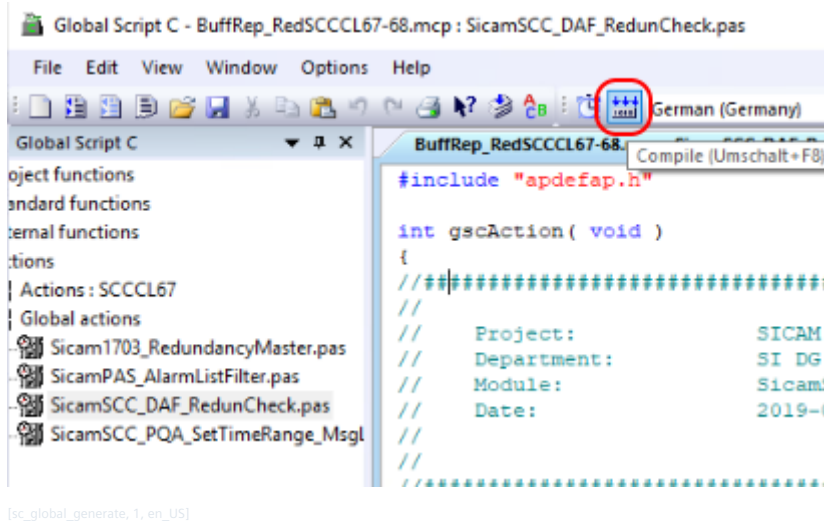 Global Script C - BuffRep_RedSCCCL67-68.mcp : SicamSCC_DAF_RedunCheck.pas
File Edit View Window Options Help
German (Germany)
Global Script C
BuffRep_RedSCCCL67-68.
Compile (Umschalt+F8)
oject functions
andard functions
ternal functions
tions
Actions : SCCCL67
Global actions
Sicam1703_RedundancyMaster.pas
SicamPAS_AlarmListFilter.pas
SicamSCC_DAF_RedunCheck.pas
SicamSCC_PQA_SetTimeRange_MsgL
#include "apdefap.h"
int gscAction( void )
{
//################################
//
// Project: SICAM
// Department: SI DG
// Module: Sicam
// Date: 2019-
//
//
//################################
[sc_global_generate, 1, en_US]